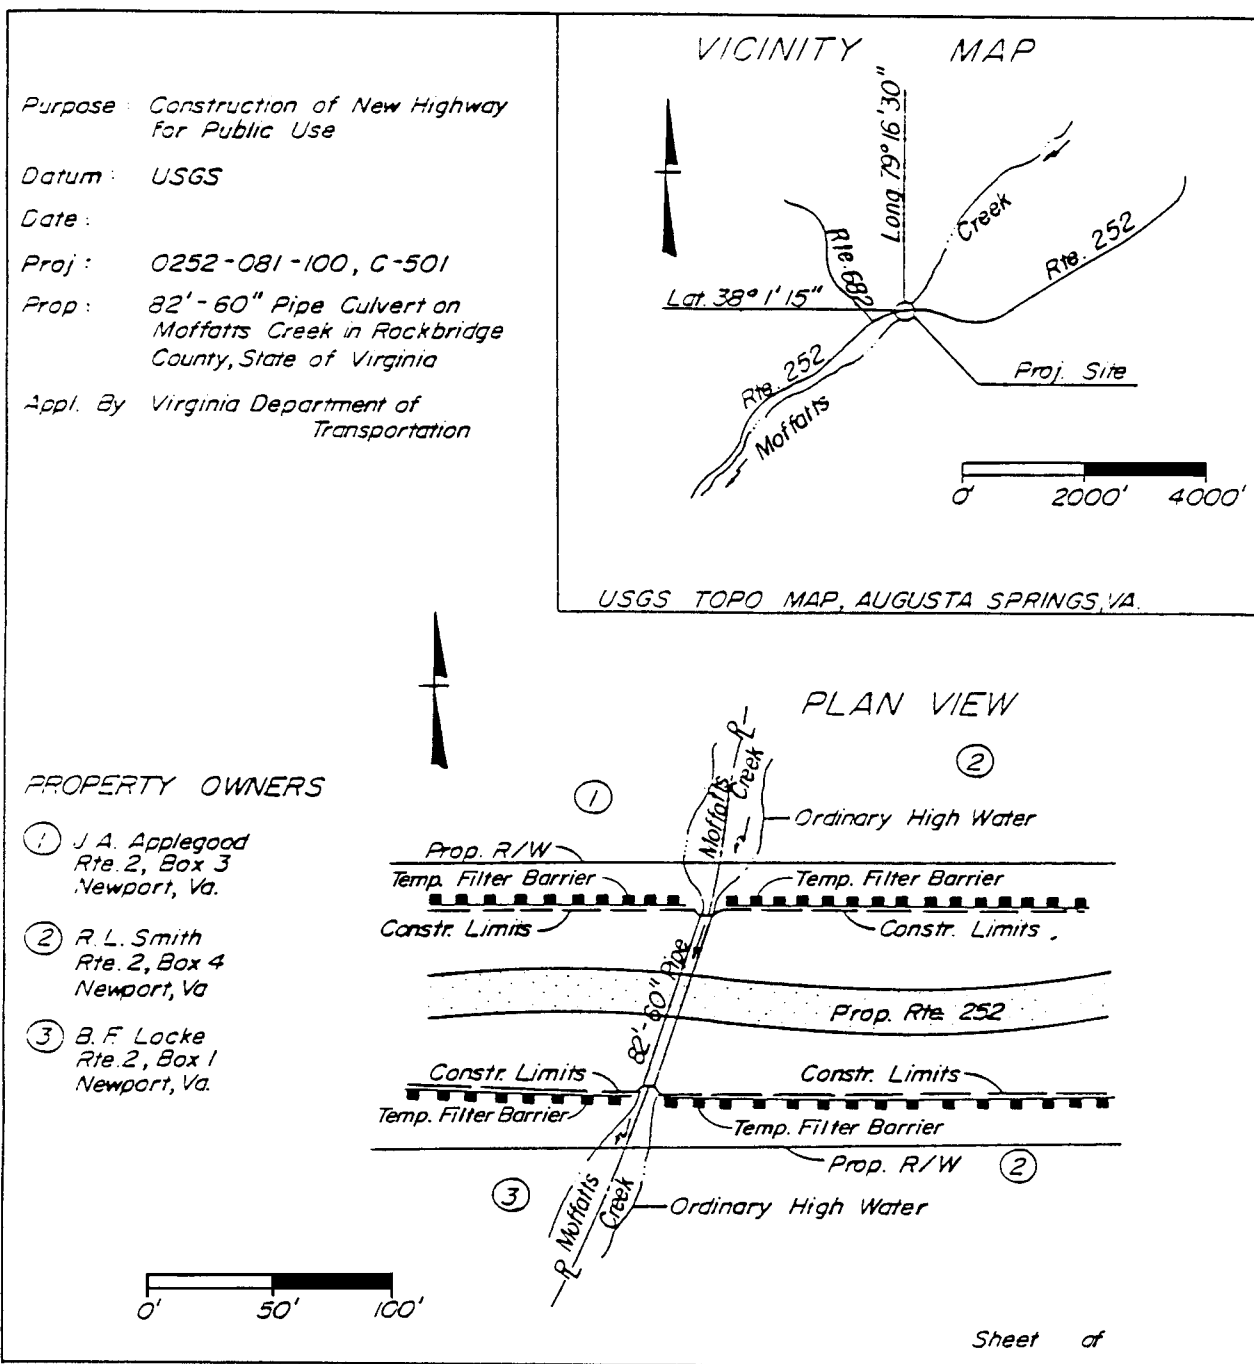 Purpose : Construction of New Highway
for Public Use
Datum : USGS
Date :
Proj : 0252-081-100, C-501
Prop : 82'-60" Pipe Culvert on
Moffatts Creek in Rockbridge
County, State of Virginia
Appl. By Virginia Department of
Transportation
VICINITY MAP
Long. 79° 16' 30"
Creek
Rte. 682
Rte. 252
Lat. 38° 1' 15"
Rte. 252
Moffatts
Proj. Site
0' 2000' 4000'
USGS TOPO MAP, AUGUSTA SPRINGS, VA.
PLAN VIEW
PROPERTY OWNERS
1 J. A. Applegood
Rte. 2, Box 3
Newport, Va.
2 R. L. Smith
Rte. 2, Box 4
Newport, Va
3 B. F. Locke
Rte. 2, Box 1
Newport, Va.
1
2
Moffatts
Creek
Ordinary High Water
Prop. R/W
Temp. Filter Barrier
Temp. Filter Barrier
Constr. Limits
Constr. Limits
82'-60" Pipe
Prop. Rte. 252
Constr. Limits
Constr. Limits
Temp. Filter Barrier
Temp. Filter Barrier
Prop. R/W
2
3
Moffatts
Creek
Ordinary High Water
0' 50' 100'
Sheet of